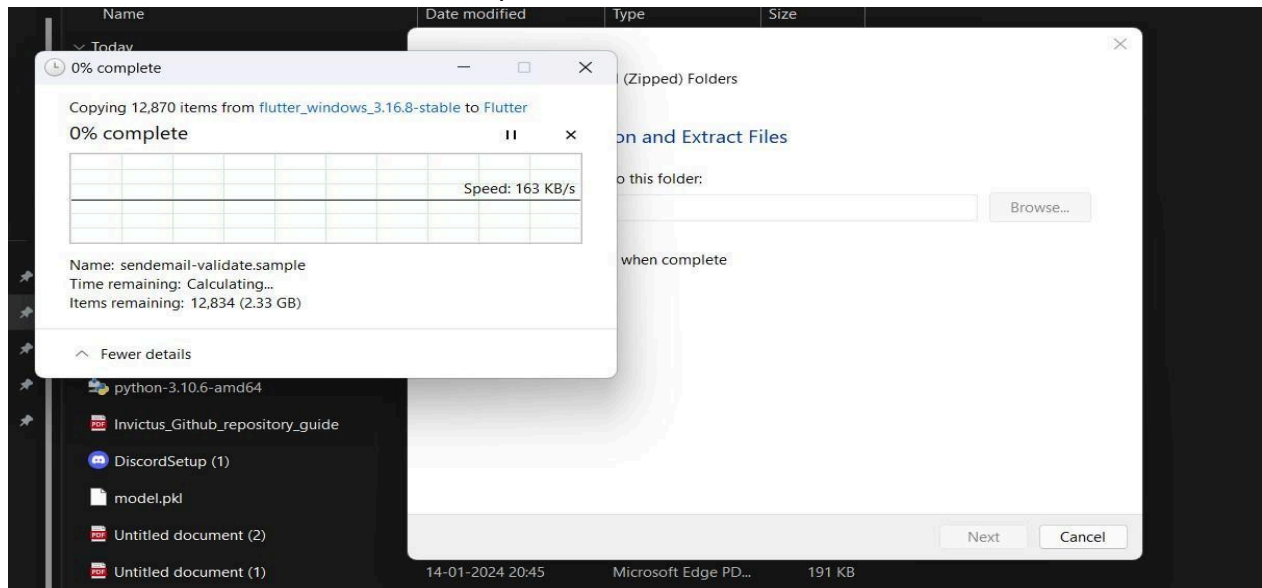 Name Date modified Type Size
Today
0% complete
(Zipped) Folders
Copying 12,870 items from flutter_windows_3.16.8-stable to Flutter
0% complete
on and Extract Files
o this folder:
Speed: 163 KB/s
Browse...
Name: sendemail-validate.sample
when complete
Time remaining: Calculating...
Items remaining: 12,834 (2.33 GB)
Fewer details
python-3.10.6-amd64
Invictus_Github_repository_guide
DiscordSetup (1)
model.pkl
Untitled document (2)
Next Cancel
Untitled document (1) 14-01-2024 20:45 Microsoft Edge PD... 191 KB